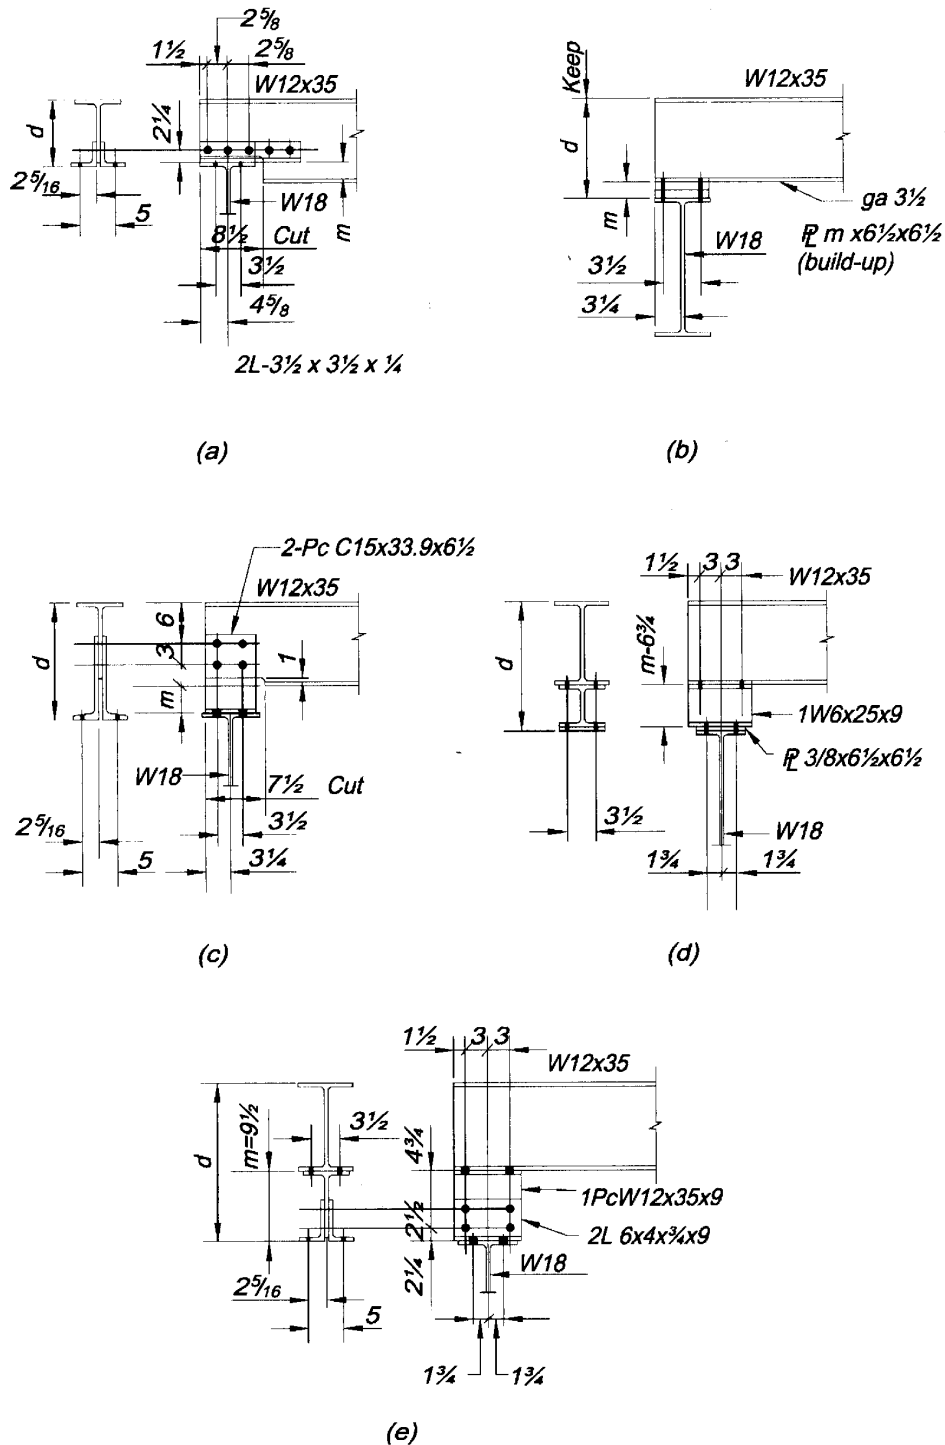 2⅝
1½
2⅝
W12x35
d
2¼
2⁵⁄₁₆
5
W18
m
8½ Cut
3½
4⅝
2L-3½ x 3½ x ¼
(a)
Keep
W12x35
d
m
ga 3½
W18
℄ m x6½x6½
(build-up)
3½
3¼
(b)
2-Pc C15x33.9x6½
W12x35
d
6
3
m
1
W18
7½ Cut
2⁵⁄₁₆
5
3½
3¼
(c)
1½ 3 3
W12x35
d
m-6¾
1W6x25x9
PL 3/8x6½x6½
3½
W18
1¾ 1¾
(d)
1½ 3 3
W12x35
d
m=9½
3½
4¾
1PcW12x35x9
2½
2L 6x4x¾x9
2¼
W18
2⁵⁄₁₆
5
1¾ 1¾
(e)